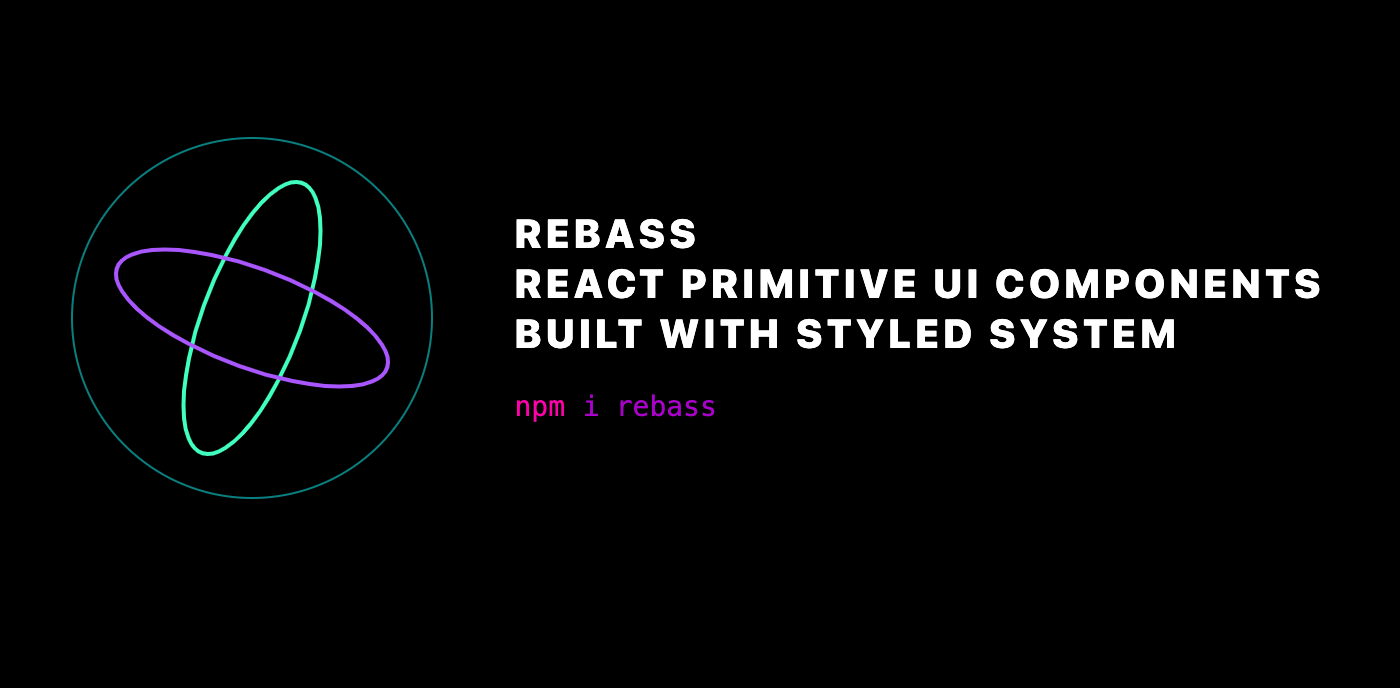 REBASS
REACT PRIMITIVE UI COMPONENTS
BUILT WITH STYLED SYSTEM
npm i rebass